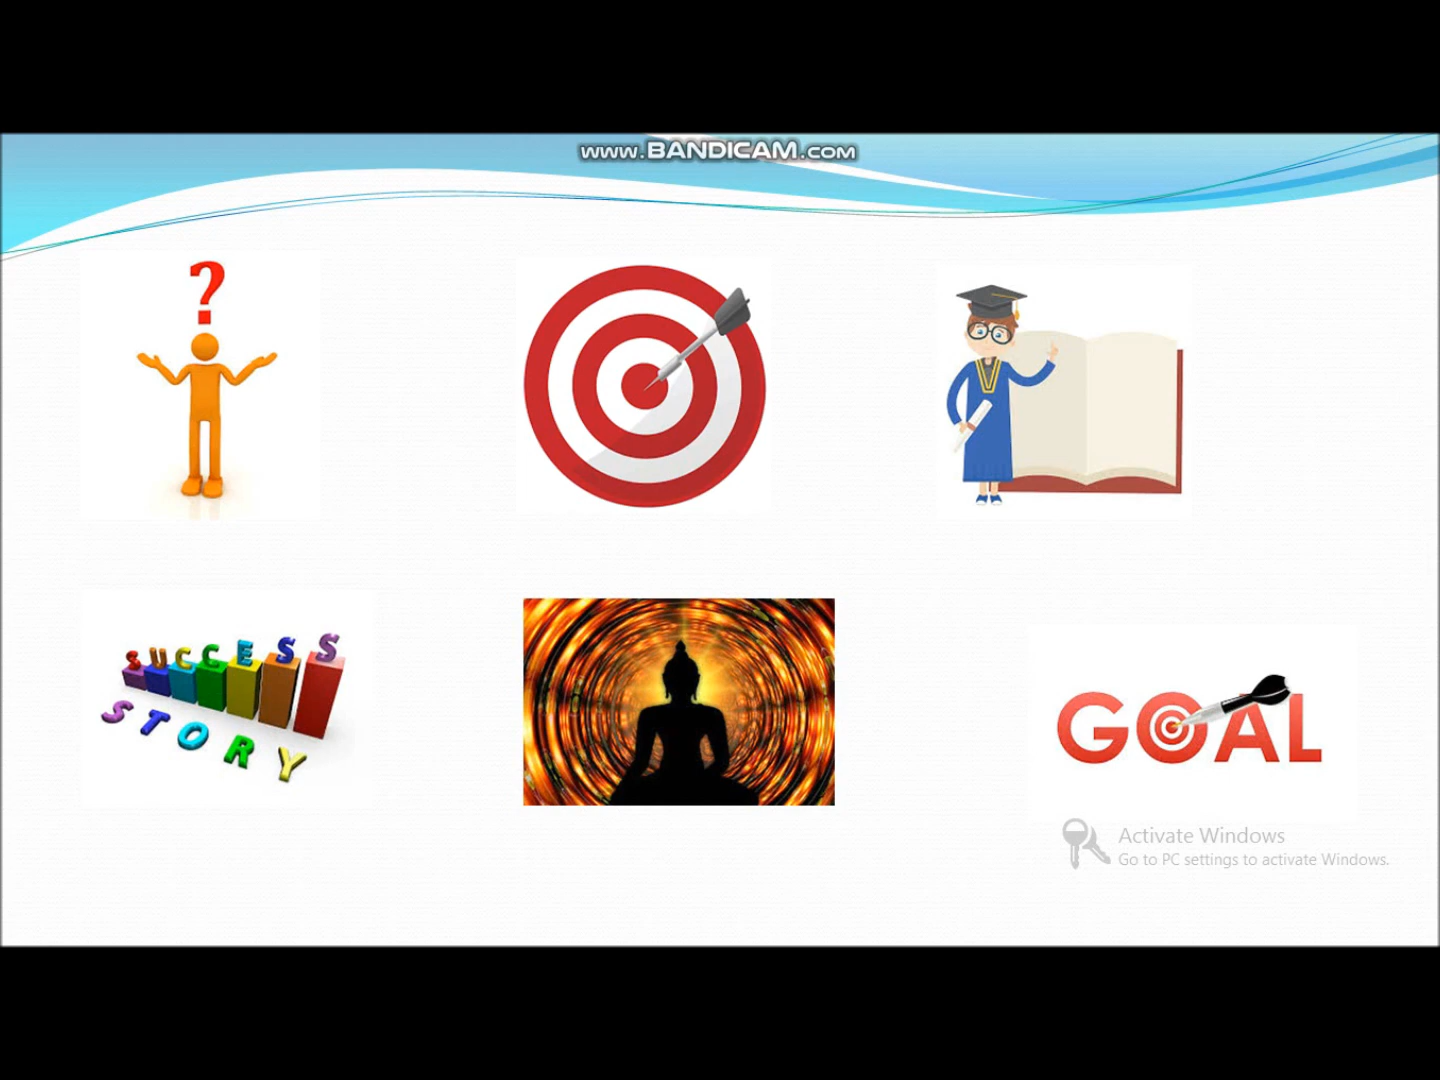 www.BANDICAM.com
?
SUCCESS
STORY
GOAL
Activate Windows
Go to PC settings to activate Windows.